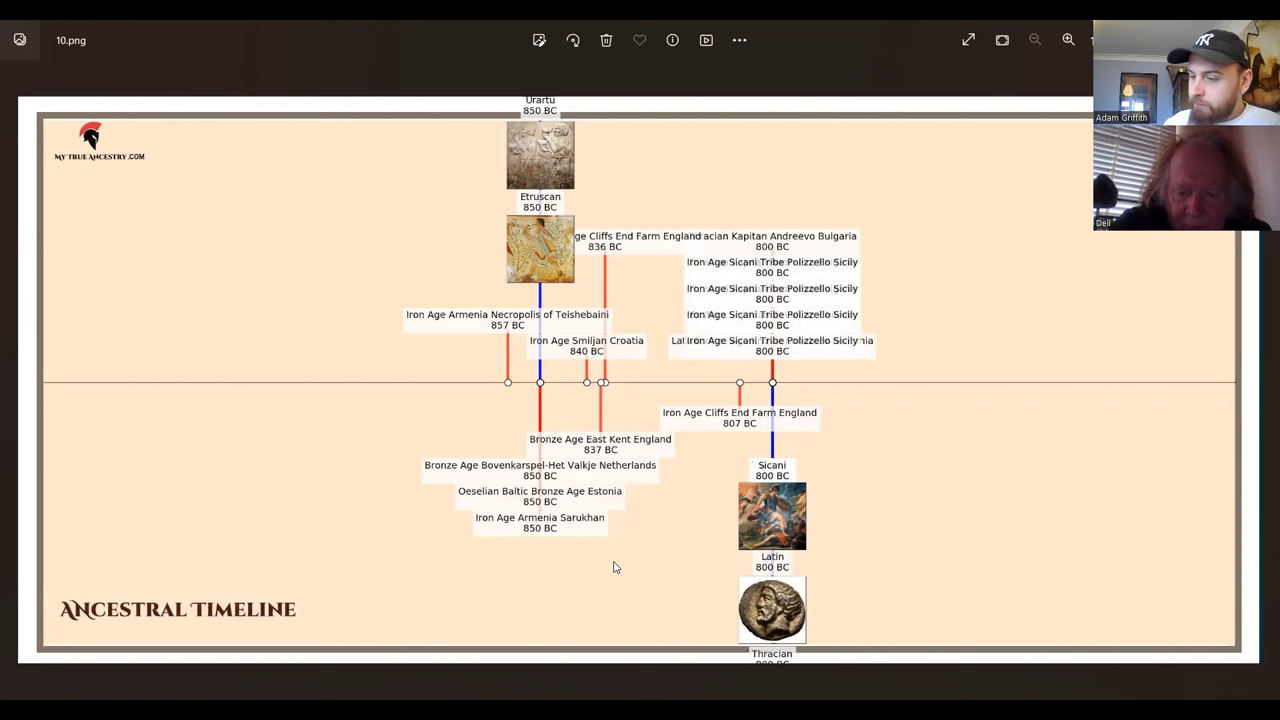 10.png
Adam Griffith
Dell
MY TRUE ANCESTRY.COM
Urartu
850 BC
Etruscan
850 BC
ge Cliffs End Farm England
836 BC
acian Kapitan Andreevo Bulgaria
800 BC
Iron Age Sicani Tribe Polizzello Sicily
800 BC
Iron Age Sicani Tribe Polizzello Sicily
800 BC
Iron Age Sicani Tribe Polizzello Sicily
800 BC
Iron Age Sicani Tribe Polizzello Sicily
800 BC
Iron Age Armenia Necropolis of Teishebaini
857 BC
Iron Age Smiljan Croatia
840 BC
Iron Age Cliffs End Farm England
807 BC
Bronze Age East Kent England
837 BC
Bronze Age Bovenkarspel-Het Valkje Netherlands
850 BC
Oeselian Baltic Bronze Age Estonia
850 BC
Iron Age Armenia Sarukhan
850 BC
Sicani
800 BC
Latin
800 BC
Thracian
800 BC
ANCESTRAL TIMELINE